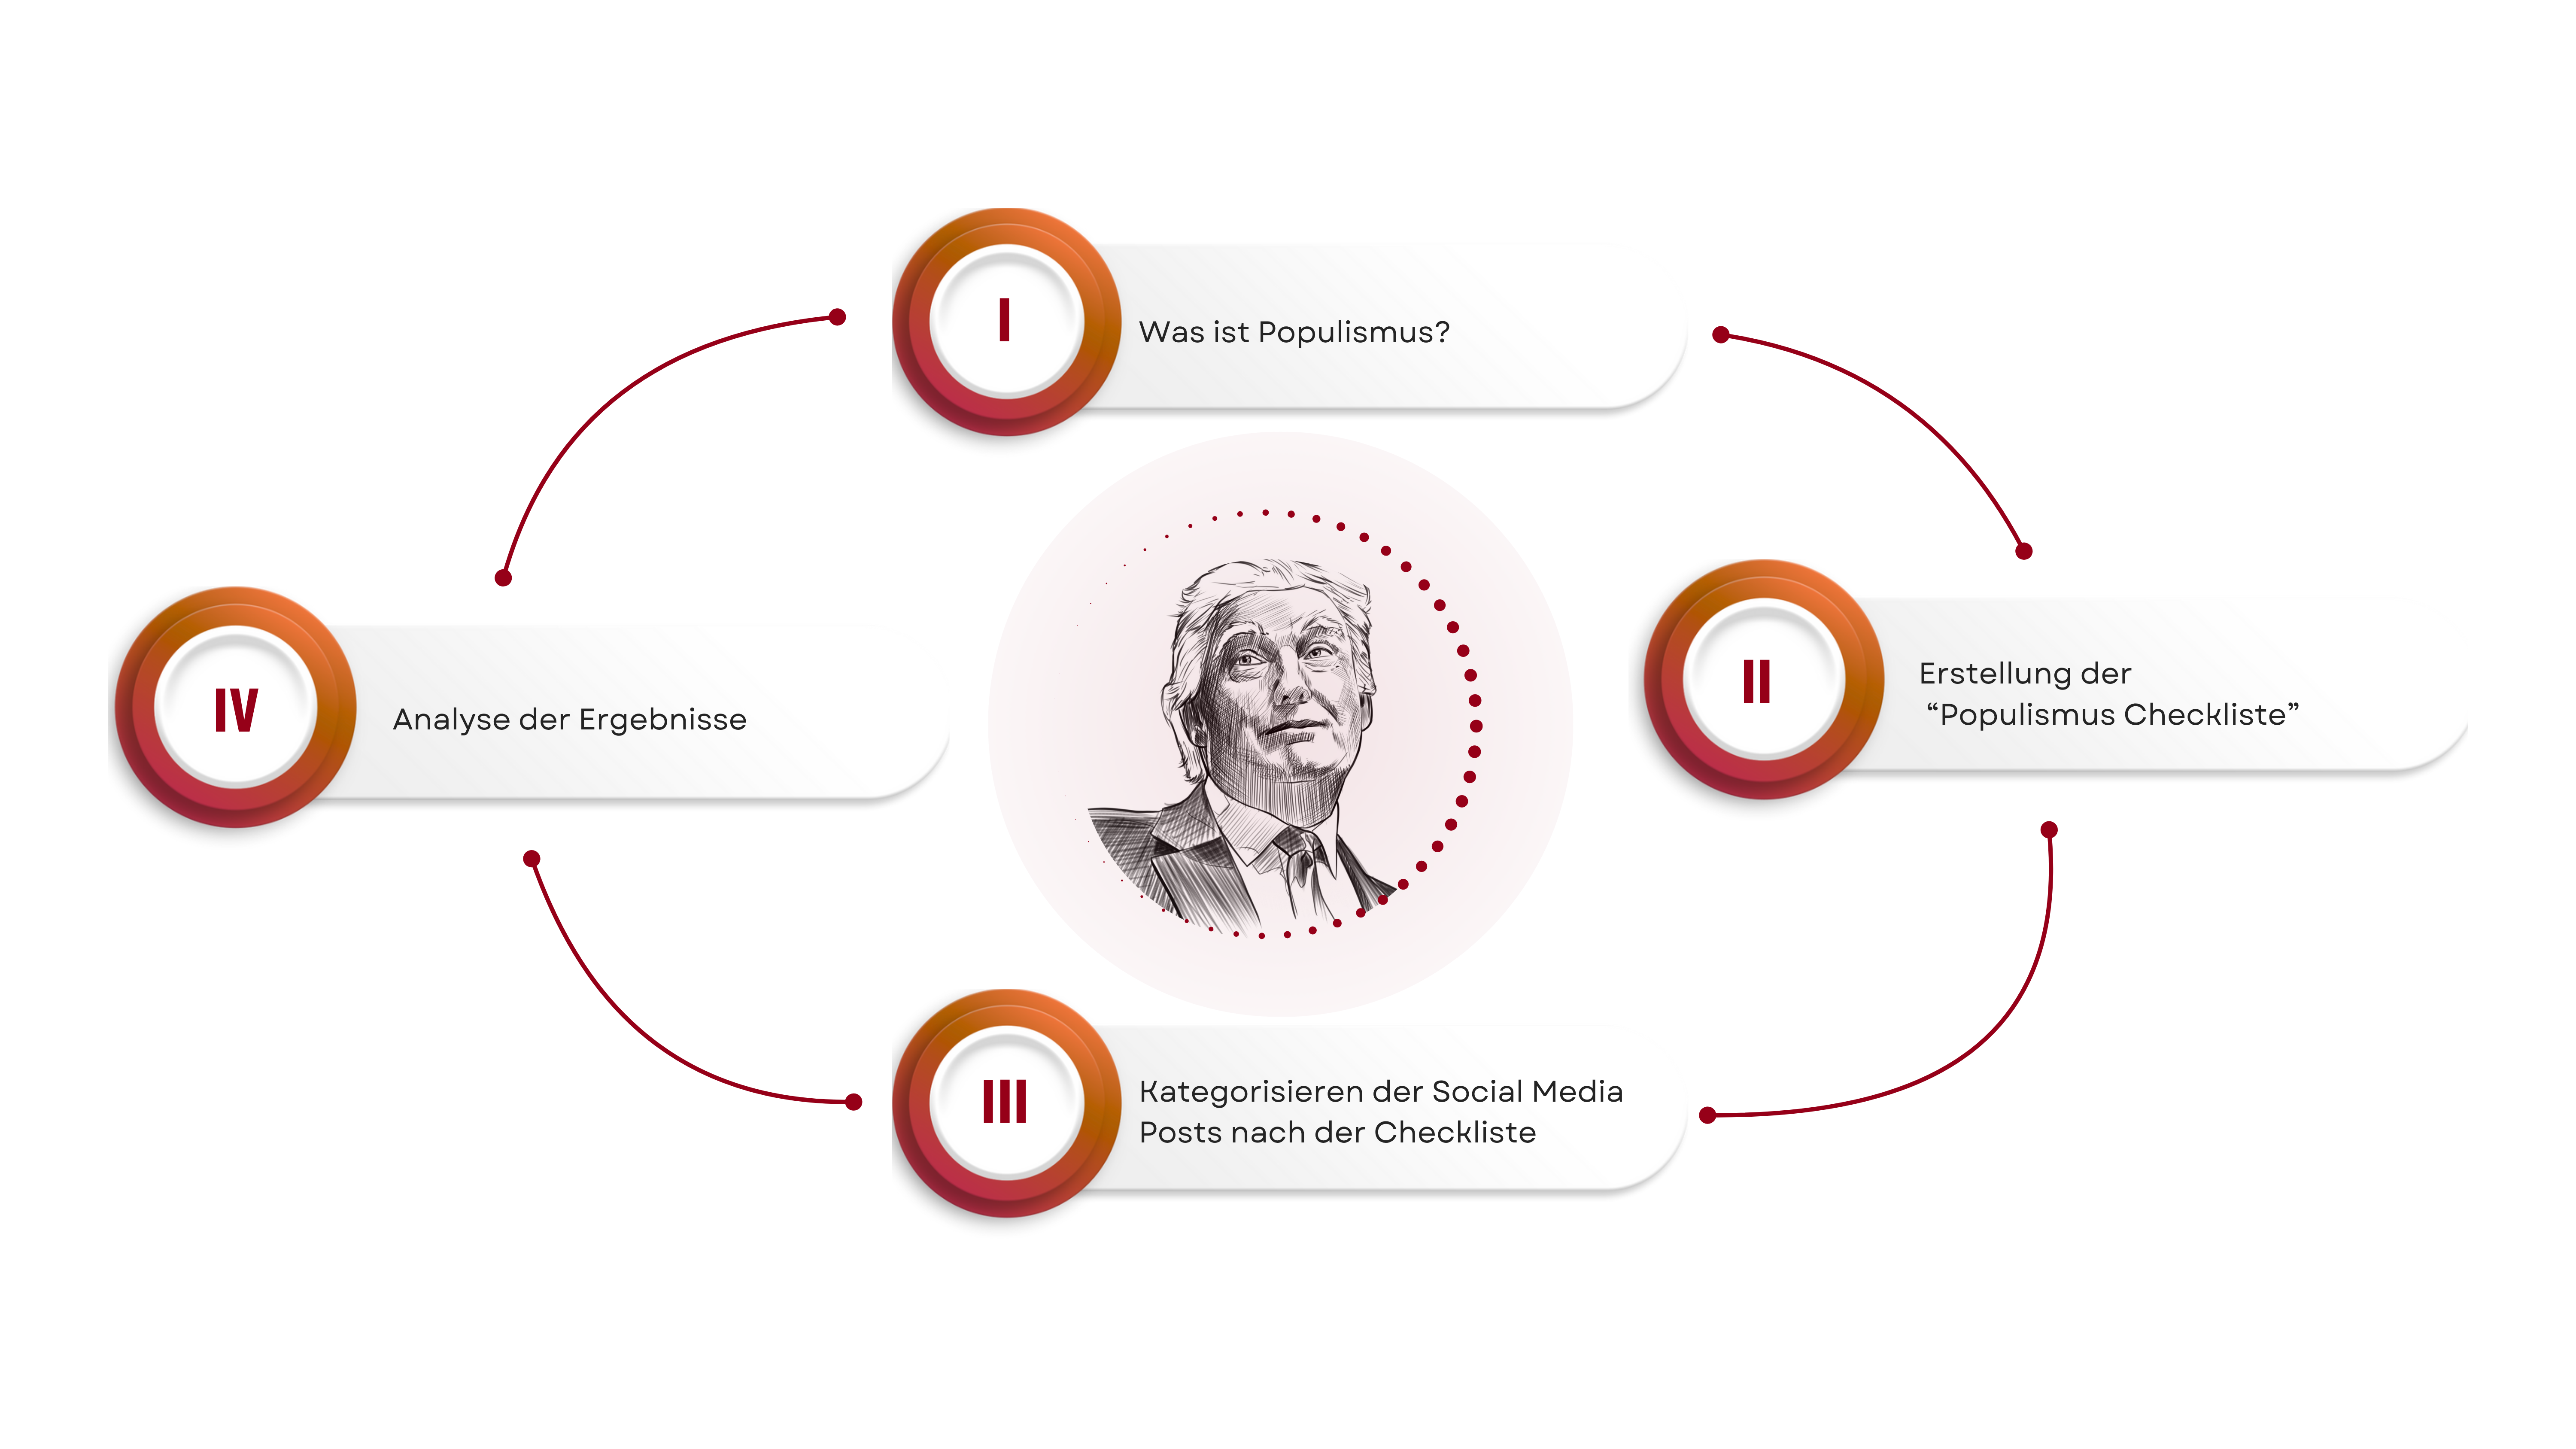 I
Was ist Populismus?
II
Erstellung der
“Populismus Checkliste”
III
Kategorisieren der Social Media
Posts nach der Checkliste
IV
Analyse der Ergebnisse